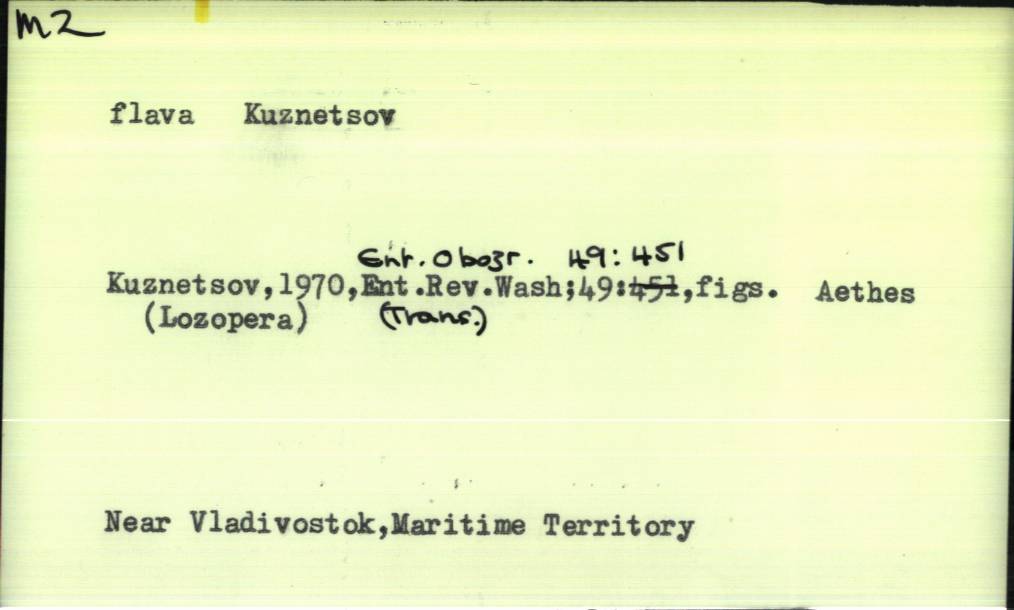 M2
flava Kuznetsov
Ent. Obozr. 49: 451
Kuznetsov,1970,Ent.Rev.Wash;49:451,figs. Aethes
(Lozopera) (Trans.)
Near Vladivostok,Maritime Territory